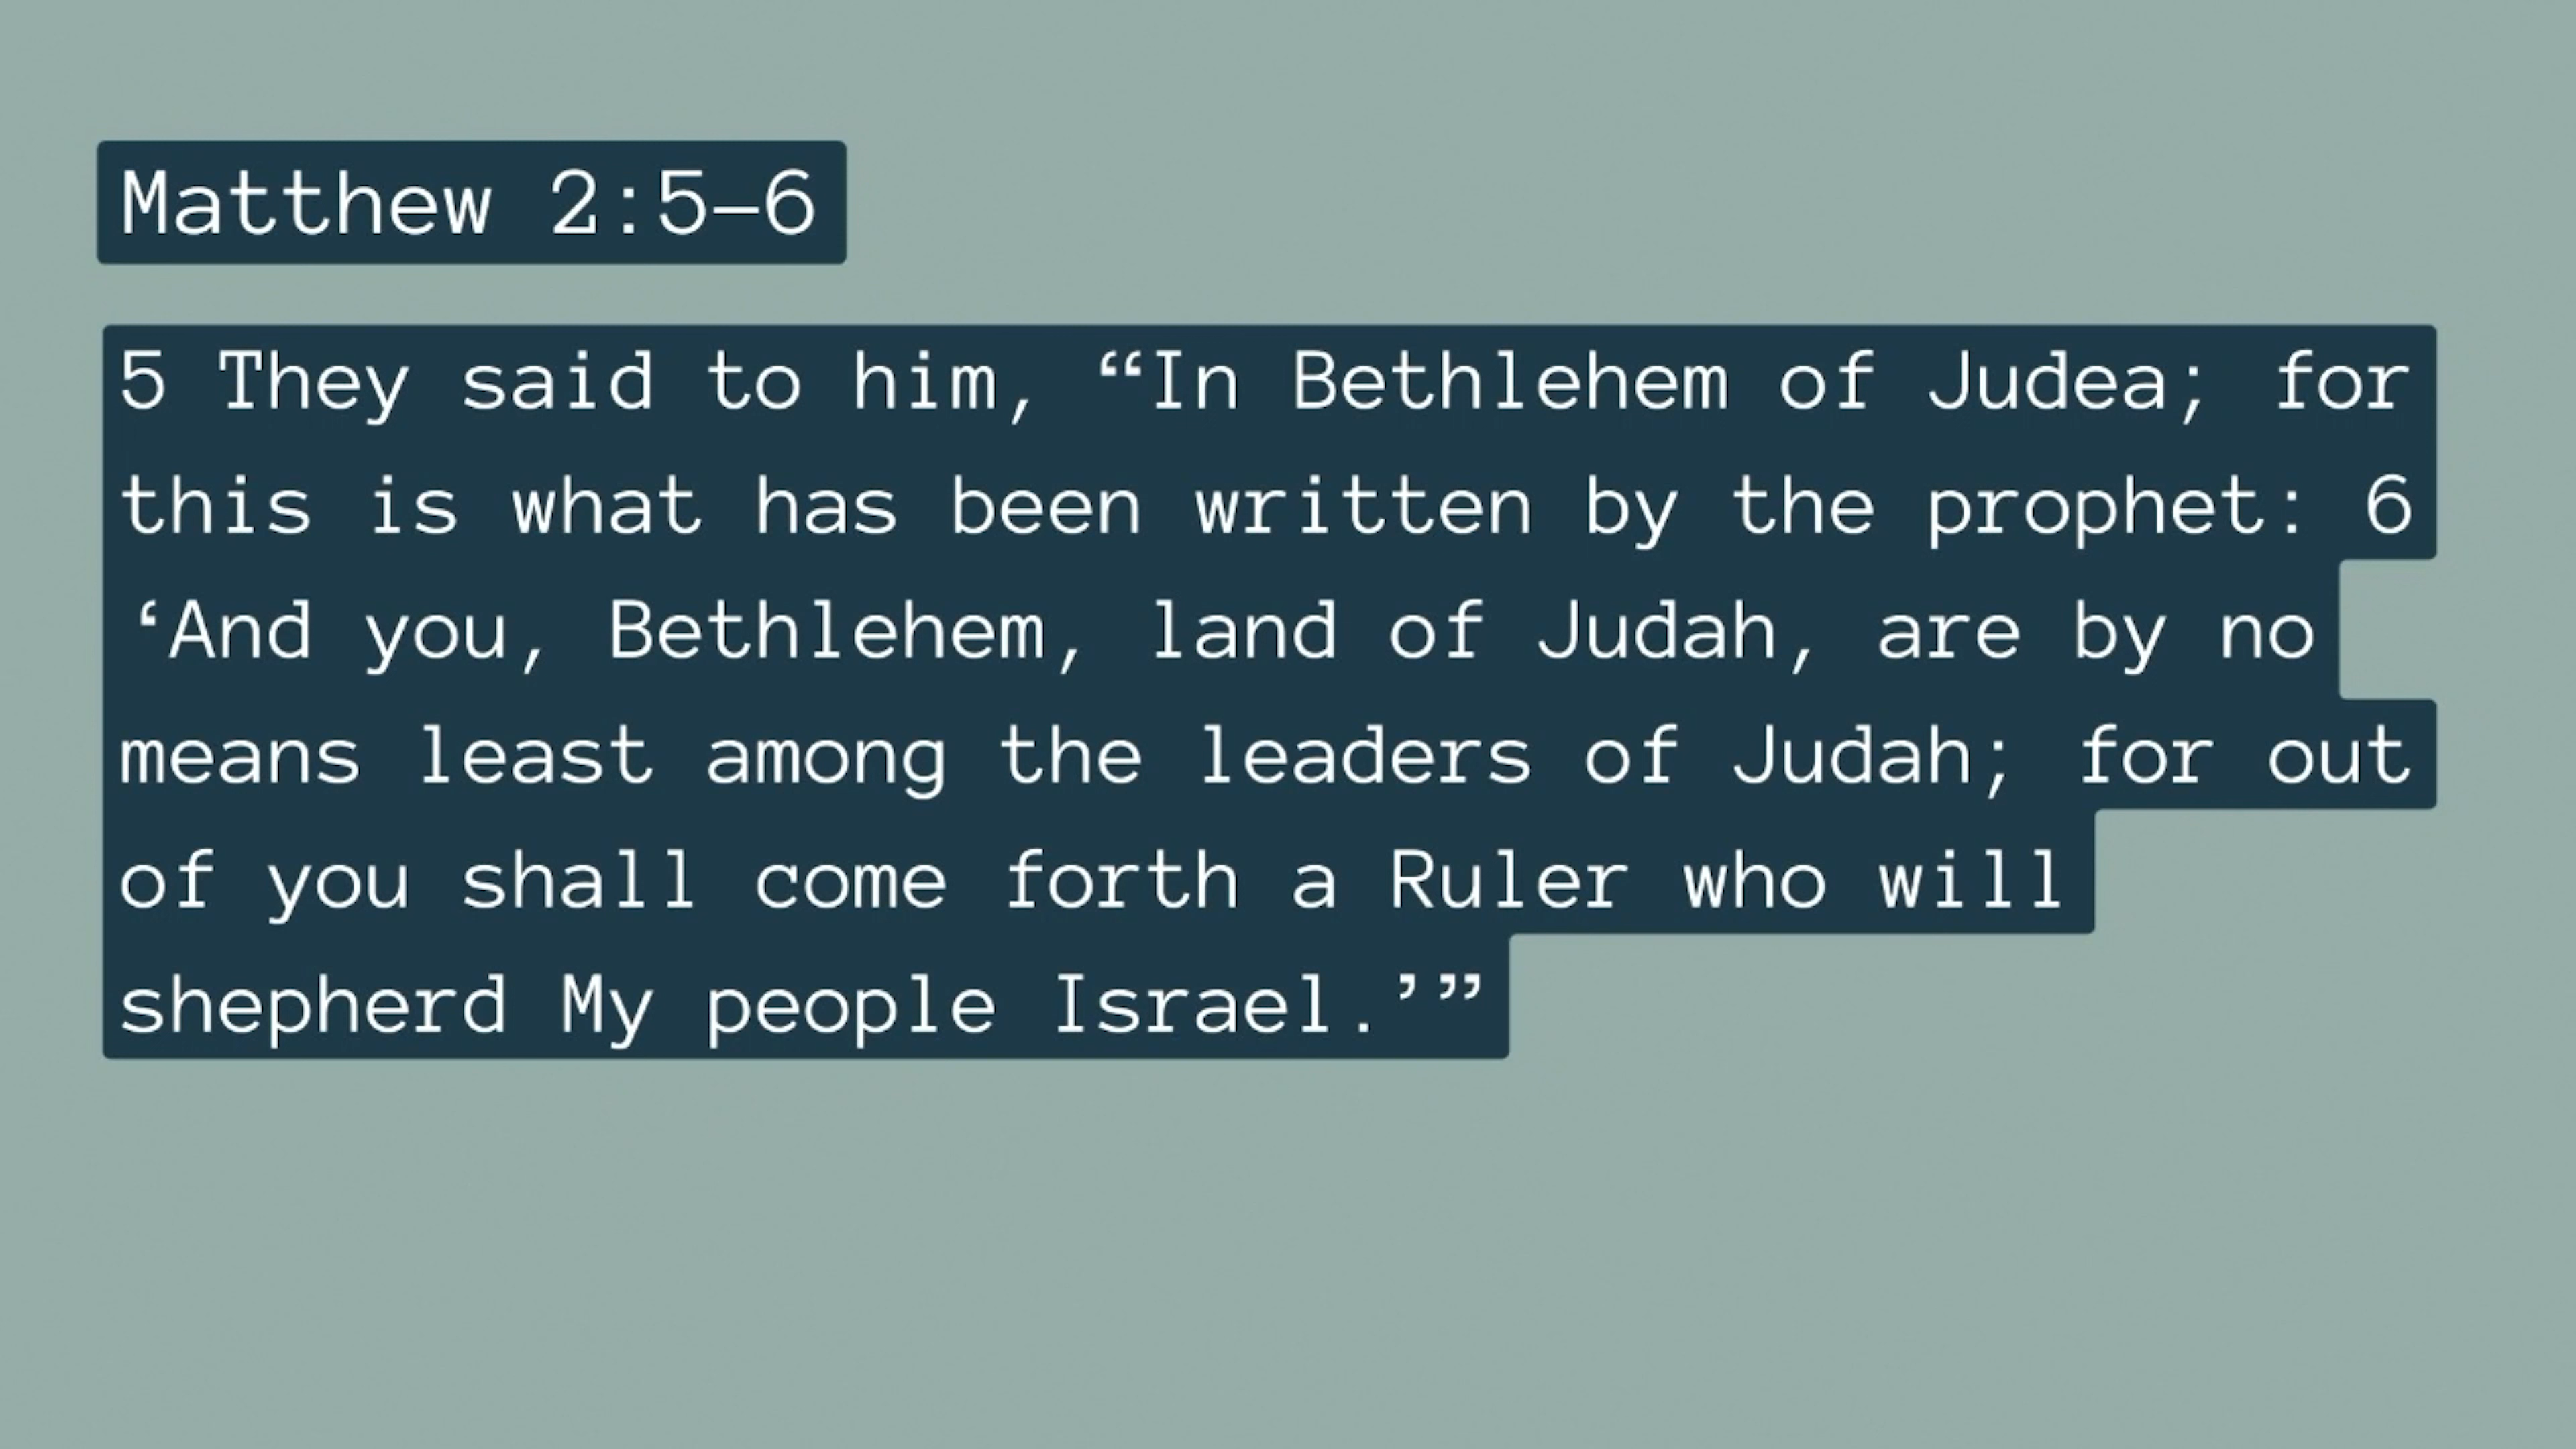 Matthew 2:5–6
5 They said to him, “In Bethlehem of Judea; for
this is what has been written by the prophet: 6
‘And you, Bethlehem, land of Judah, are by no
means least among the leaders of Judah; for out
of you shall come forth a Ruler who will
shepherd My people Israel.’”